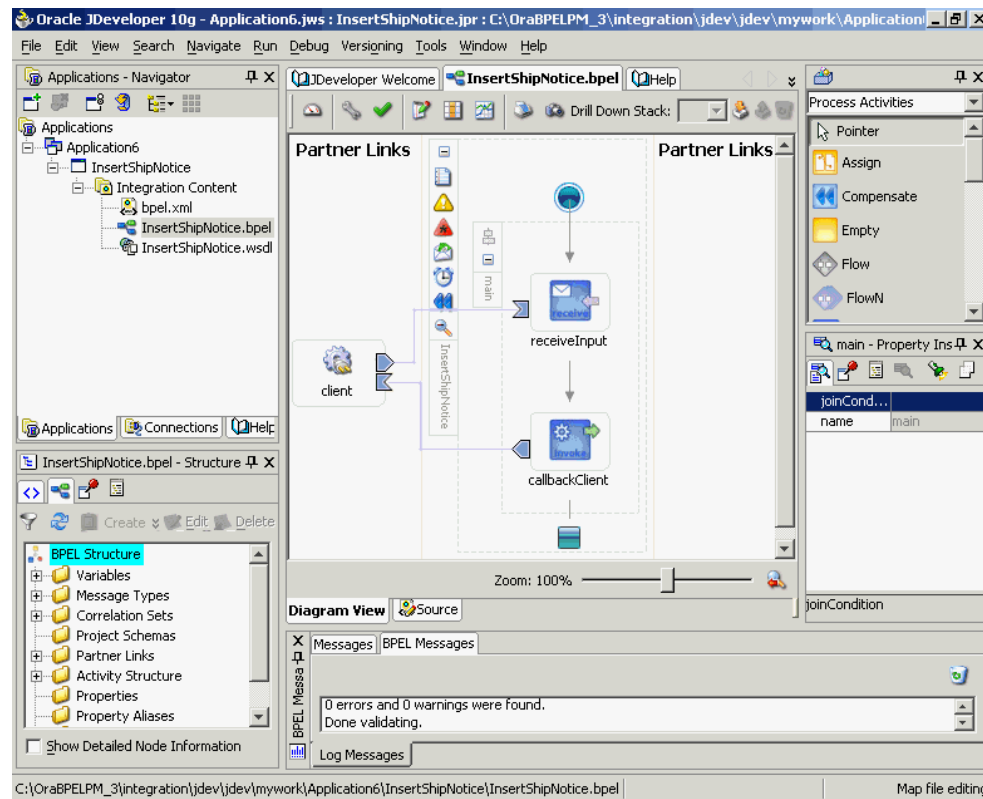 Oracle JDeveloper 10g - Application6.jws : InsertShipNotice.jpr : C:\OraBPELPM_3\integration\jdev\jdev\mywork\Application
File Edit View Search Navigate Run Debug Versioning Tools Window Help
Applications - Navigator
Applications
Application6
InsertShipNotice
Integration Content
bpel.xml
InsertShipNotice.bpel
InsertShipNotice.wsdl
Applications Connections Help
InsertShipNotice.bpel - Structure
Create Edit Delete
BPEL Structure
Variables
Message Types
Correlation Sets
Project Schemas
Partner Links
Activity Structure
Properties
Property Aliases
Show Detailed Node Information
JDeveloper Welcome InsertShipNotice.bpel Help
Drill Down Stack:
Partner Links
Partner Links
main
InsertShipNotice
receive
receiveInput
client
invoke
callbackClient
Zoom: 100%
Diagram View Source
BPEL Messa
Messages BPEL Messages
0 errors and 0 warnings were found.
Done validating.
Log Messages
Process Activities
Pointer
Assign
Compensate
Empty
Flow
FlowN
main - Property Ins
joinCond...
name main
joinCondition
C:\OraBPELPM_3\integration\jdev\jdev\mywork\Application6\InsertShipNotice\InsertShipNotice.bpel
Map file editing